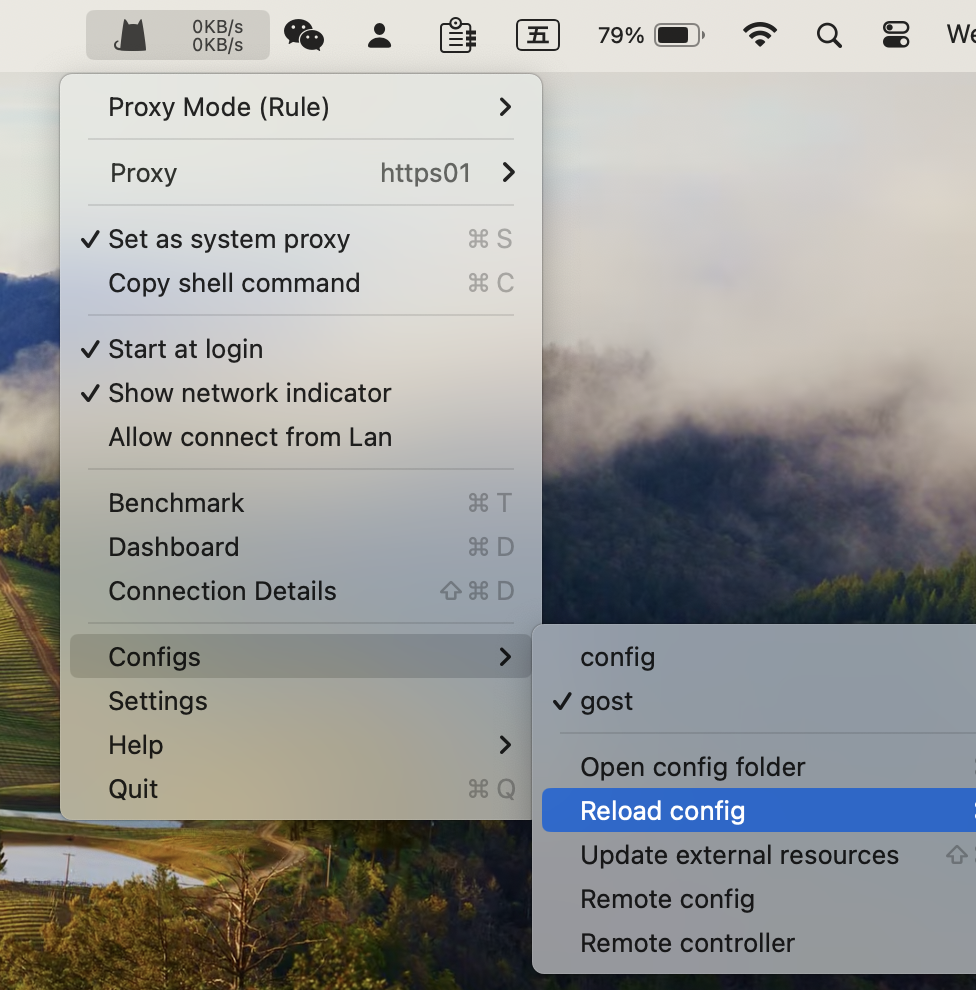 0KB/s
0KB/s
五
79%
We
Proxy Mode (Rule)
Proxy https01
Set as system proxy ⌘ S
Copy shell command ⌘ C
Start at login
Show network indicator
Allow connect from Lan
Benchmark ⌘ T
Dashboard ⌘ D
Connection Details ⇧ ⌘ D
Configs
Settings
Help
Quit ⌘ Q
config
gost
Open config folder
Reload config
Update external resources ⇧
Remote config
Remote controller